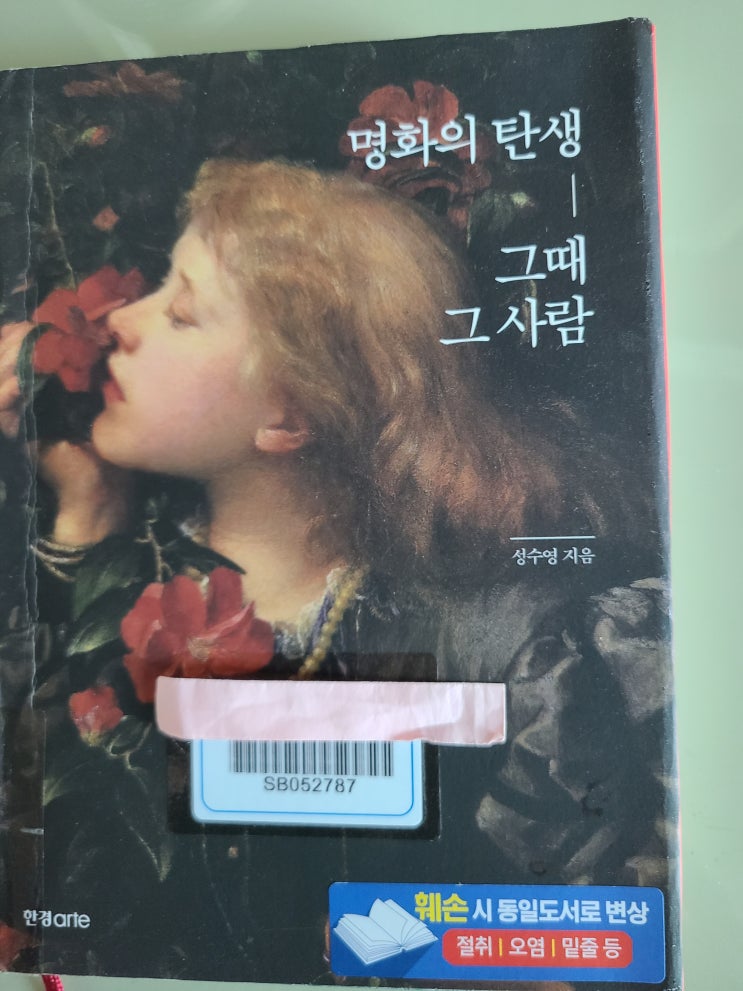 명화의 탄생
그때
그 사람
성수영 지음
SB052787
한경arte
훼손 시 동일도서로 변상
절취 | 오염 | 밑줄 등